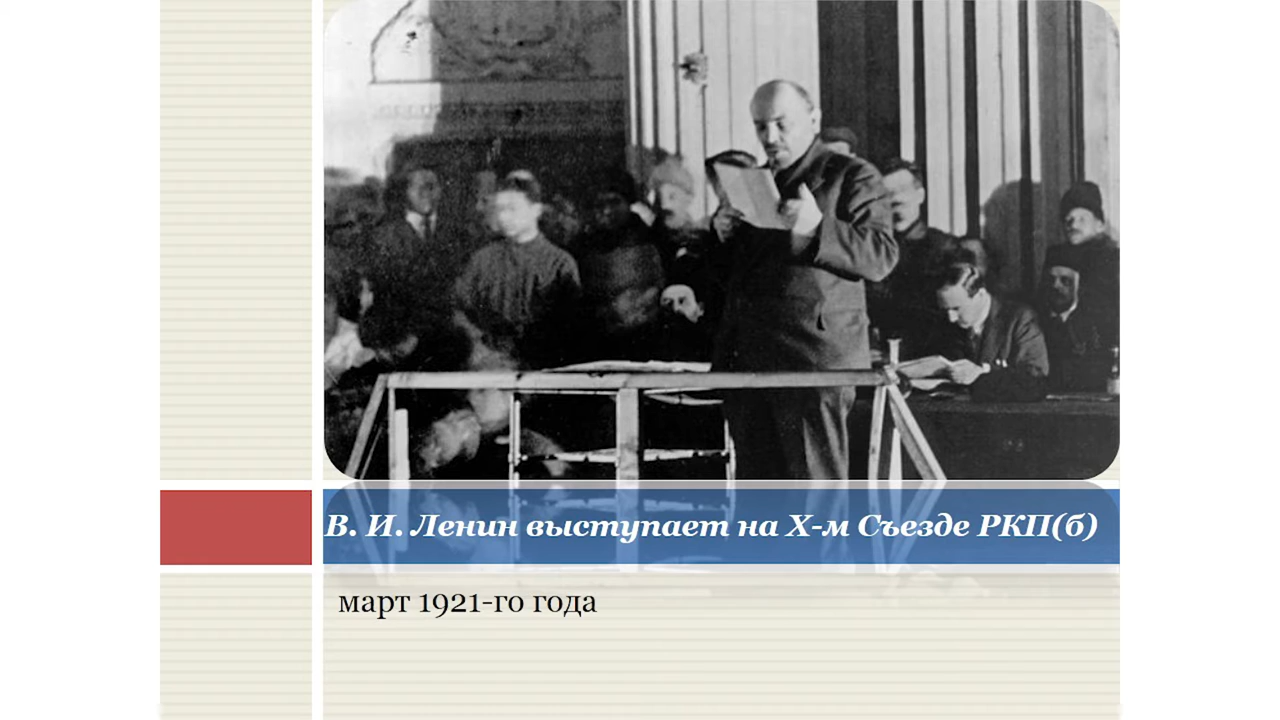 В. И. Ленин выступает на X-м Съезде РКП(б)
март 1921-го года